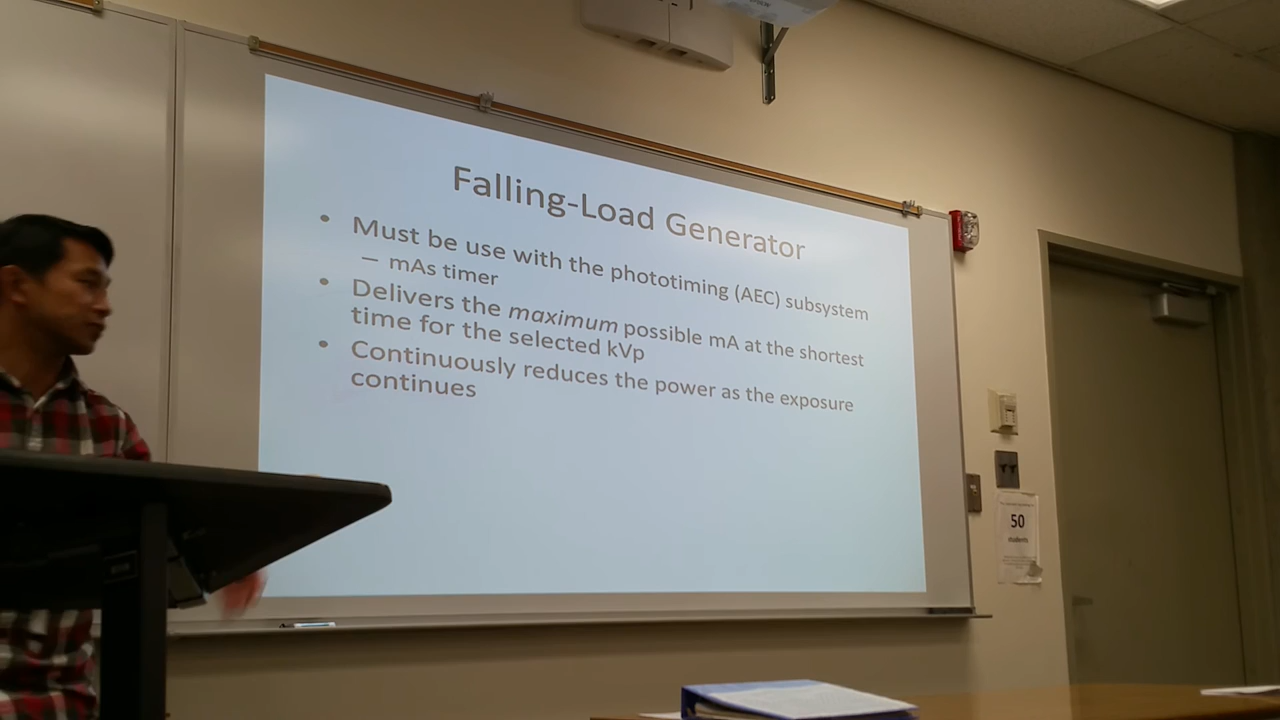 Falling-Load Generator
• Must be use with the phototiming (AEC) subsystem
– mAs timer
• Delivers the maximum possible mA at the shortest
time for the selected kVp
• Continuously reduces the power as the exposure
continues
50
students